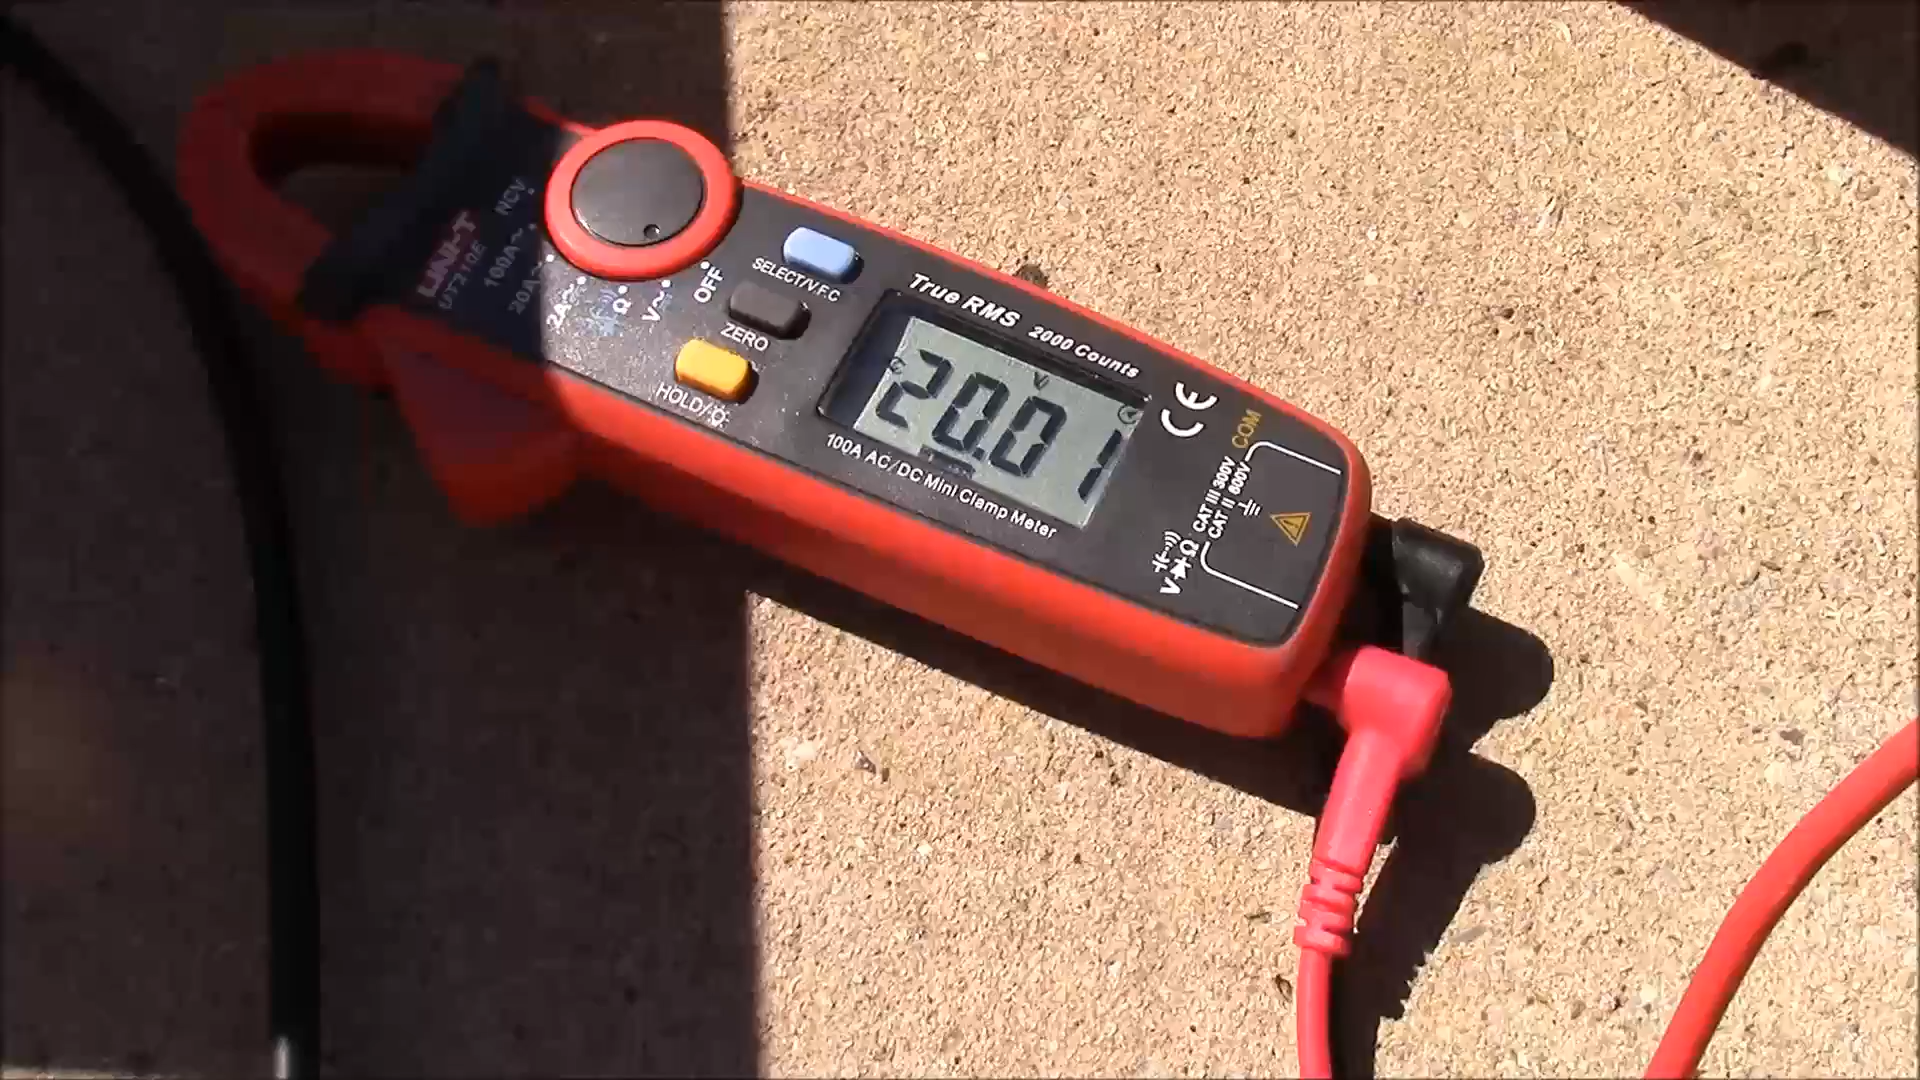 UNI-T
UT210E
NCV
100A~
20A
2A
Ω
V
OFF
SELECT/V.F.C
ZERO
HOLD/
True RMS 2000 Counts
V
20.01
100A AC/DC Mini Clamp Meter
CE
COM
CAT III 300V
CAT II 600V
VΩ